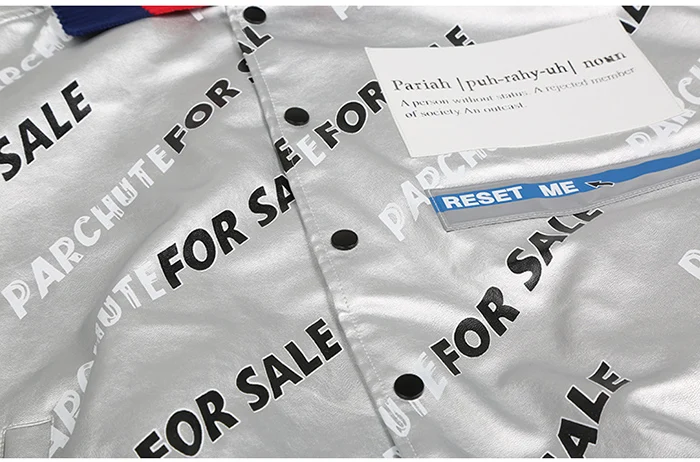 PARCHUTE FOR SALE
SALE
Pariah |puh-rahy-uh| noun
A person without status. A rejected member
of society An outcast.
RESET ME
PARCHUTE FOR SALE
PARCHUTE FOR SALE
PARCHUTE FOR SALE
FOR SALE
SALE